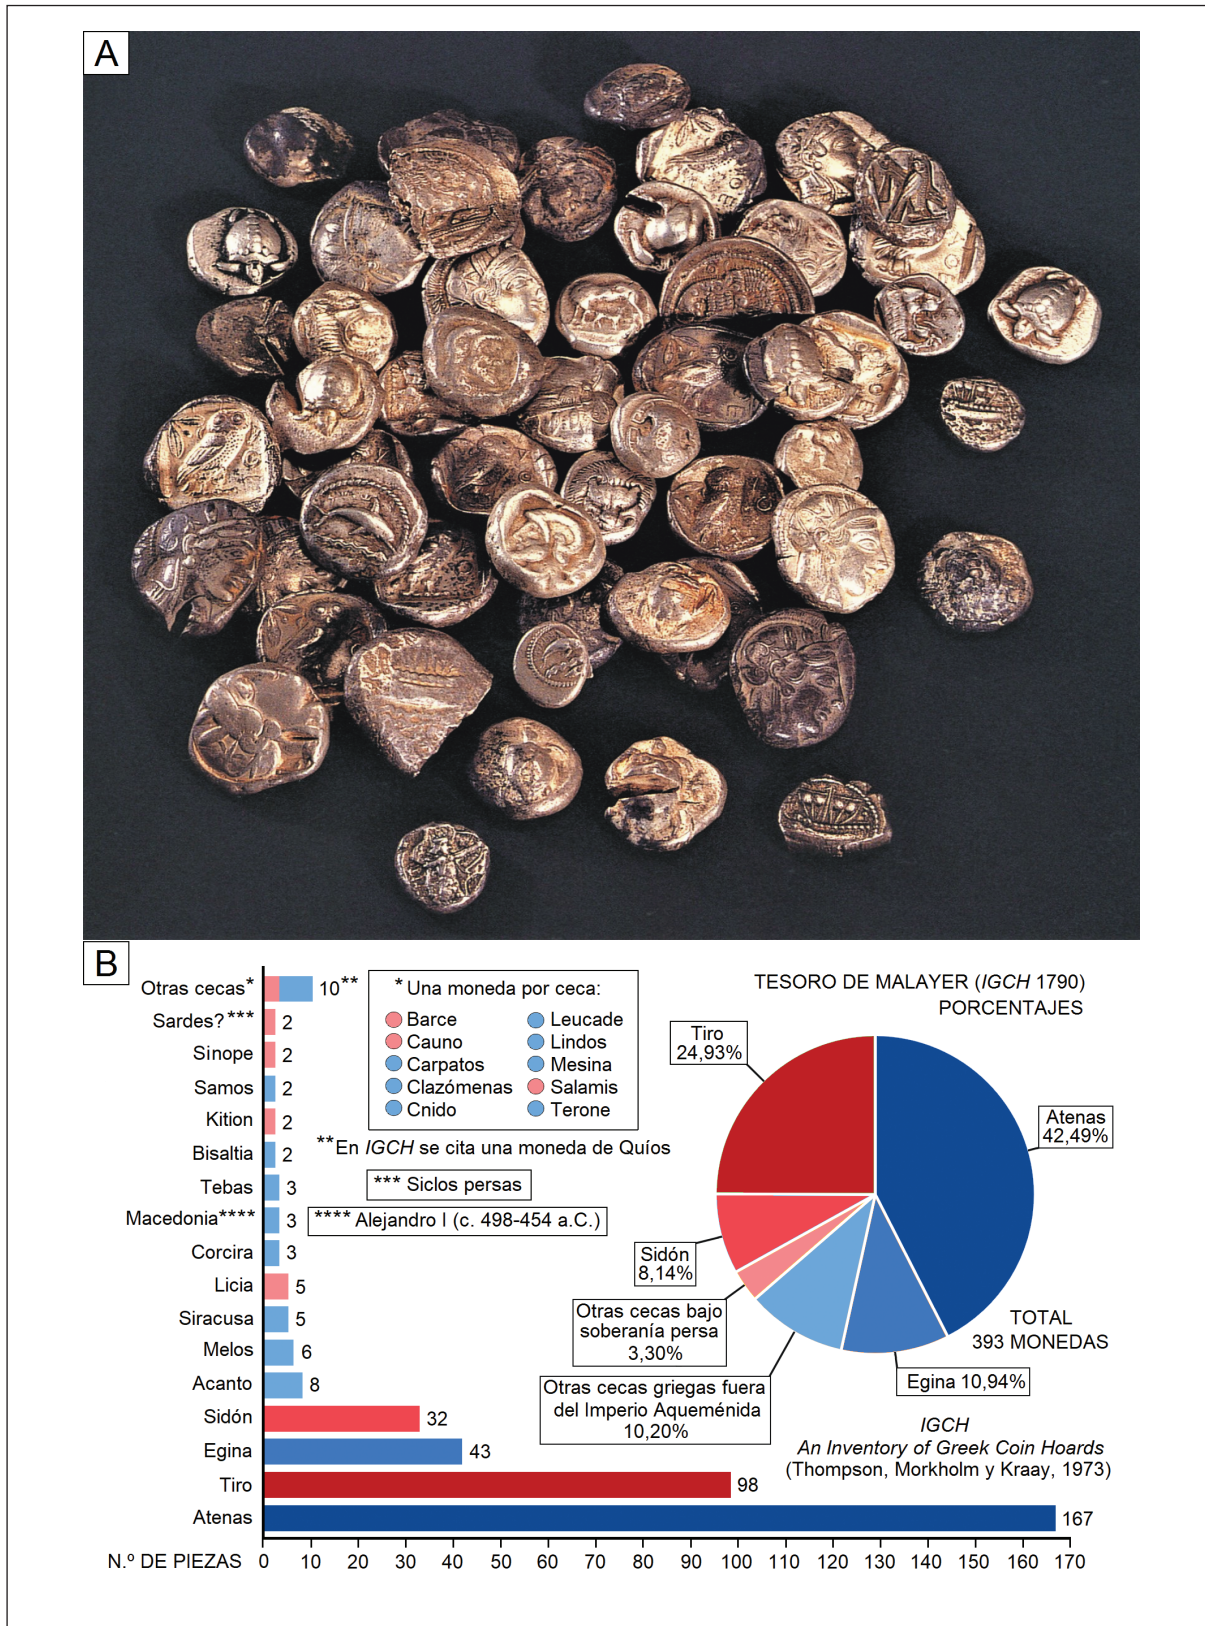 A
B
Otras cecas* 10**
Sardes?*** 2
Sinope 2
Samos 2
Kition 2
Bisaltia 2
Tebas 3
Macedonia**** 3
Corcira 3
Licia 5
Siracusa 5
Melos 6
Acanto 8
Sidón 32
Egina 43
Tiro 98
Atenas 167
N.º DE PIEZAS 0 10 20 30 40 50 60 70 80 90 100 110 120 130 140 150 160 170
* Una moneda por ceca:
Barce
Cauno
Carpatos
Clazómenas
Cnido
Leucade
Lindos
Mesina
Salamis
Terone
**En IGCH se cita una moneda de Quíos
*** Siclos persas
**** Alejandro I (c. 498-454 a.C.)
TESORO DE MALAYER (IGCH 1790)
PORCENTAJES
Tiro
24,93%
Atenas
42,49%
Sidón
8,14%
Otras cecas bajo
soberanía persa
3,30%
Otras cecas griegas fuera
del Imperio Aqueménida
10,20%
Egina 10,94%
TOTAL
393 MONEDAS
IGCH
An Inventory of Greek Coin Hoards
(Thompson, Morkholm y Kraay, 1973)